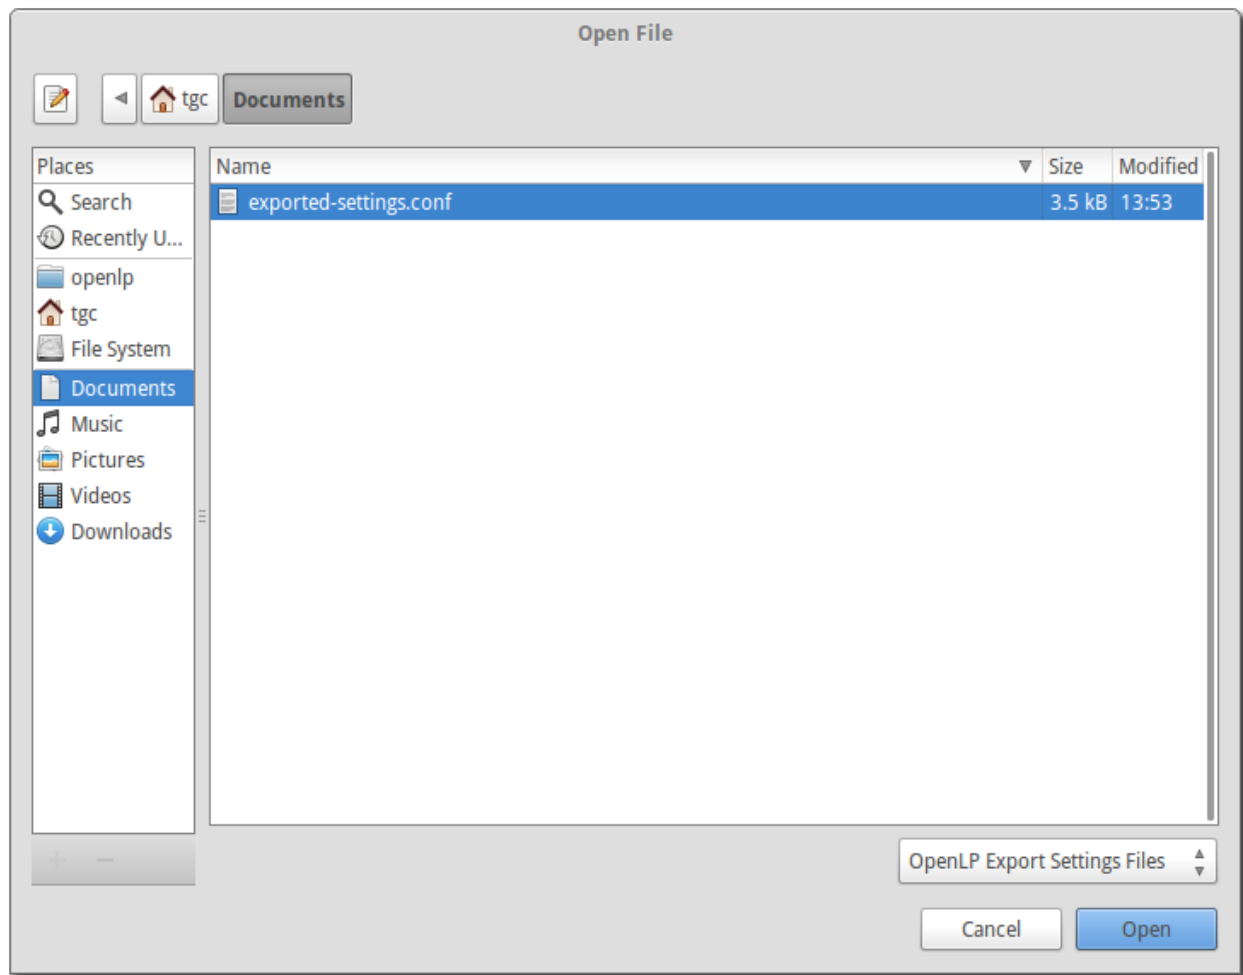 Open File
tgc Documents
Places
Search
Recently U...
openlp
tgc
File System
Documents
Music
Pictures
Videos
Downloads
Name Size Modified
exported-settings.conf 3.5 kB 13:53
OpenLP Export Settings Files
Cancel Open